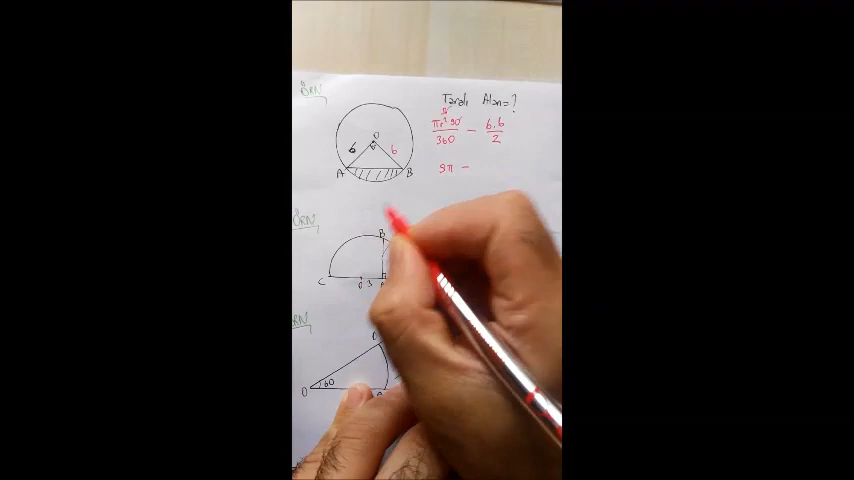 ÖRN
Taralı Alan = ?
πr² 90° / 360 - 6.6 / 2
O
6 6
A B
9π -
ÖRN
B
C O 3
ÖRN
O 60